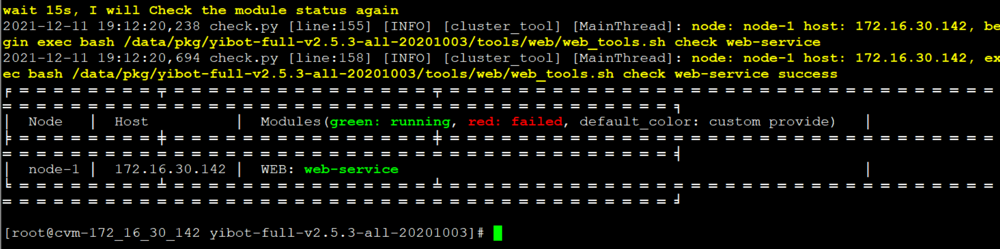 wait 15s, I will Check the module status again
2021-12-11 19:12:20,238 check.py [line:155] [INFO] [cluster_tool] [MainThread]: node: node-1 host: 172.16.30.142, be
gin exec bash /data/pkg/yibot-full-v2.5.3-all-20201003/tools/web/web_tools.sh check web-service
2021-12-11 19:12:20,694 check.py [line:158] [INFO] [cluster_tool] [MainThread]: node: node-1 host: 172.16.30.142, ex
ec bash /data/pkg/yibot-full-v2.5.3-all-20201003/tools/web/web_tools.sh check web-service success
│ Node │ Host │ Modules(green: running, red: failed, default_color: custom provide) │
│ node-1 │ 172.16.30.142 │ WEB: web-service │
[root@cvm-172_16_30_142 yibot-full-v2.5.3-all-20201003]#